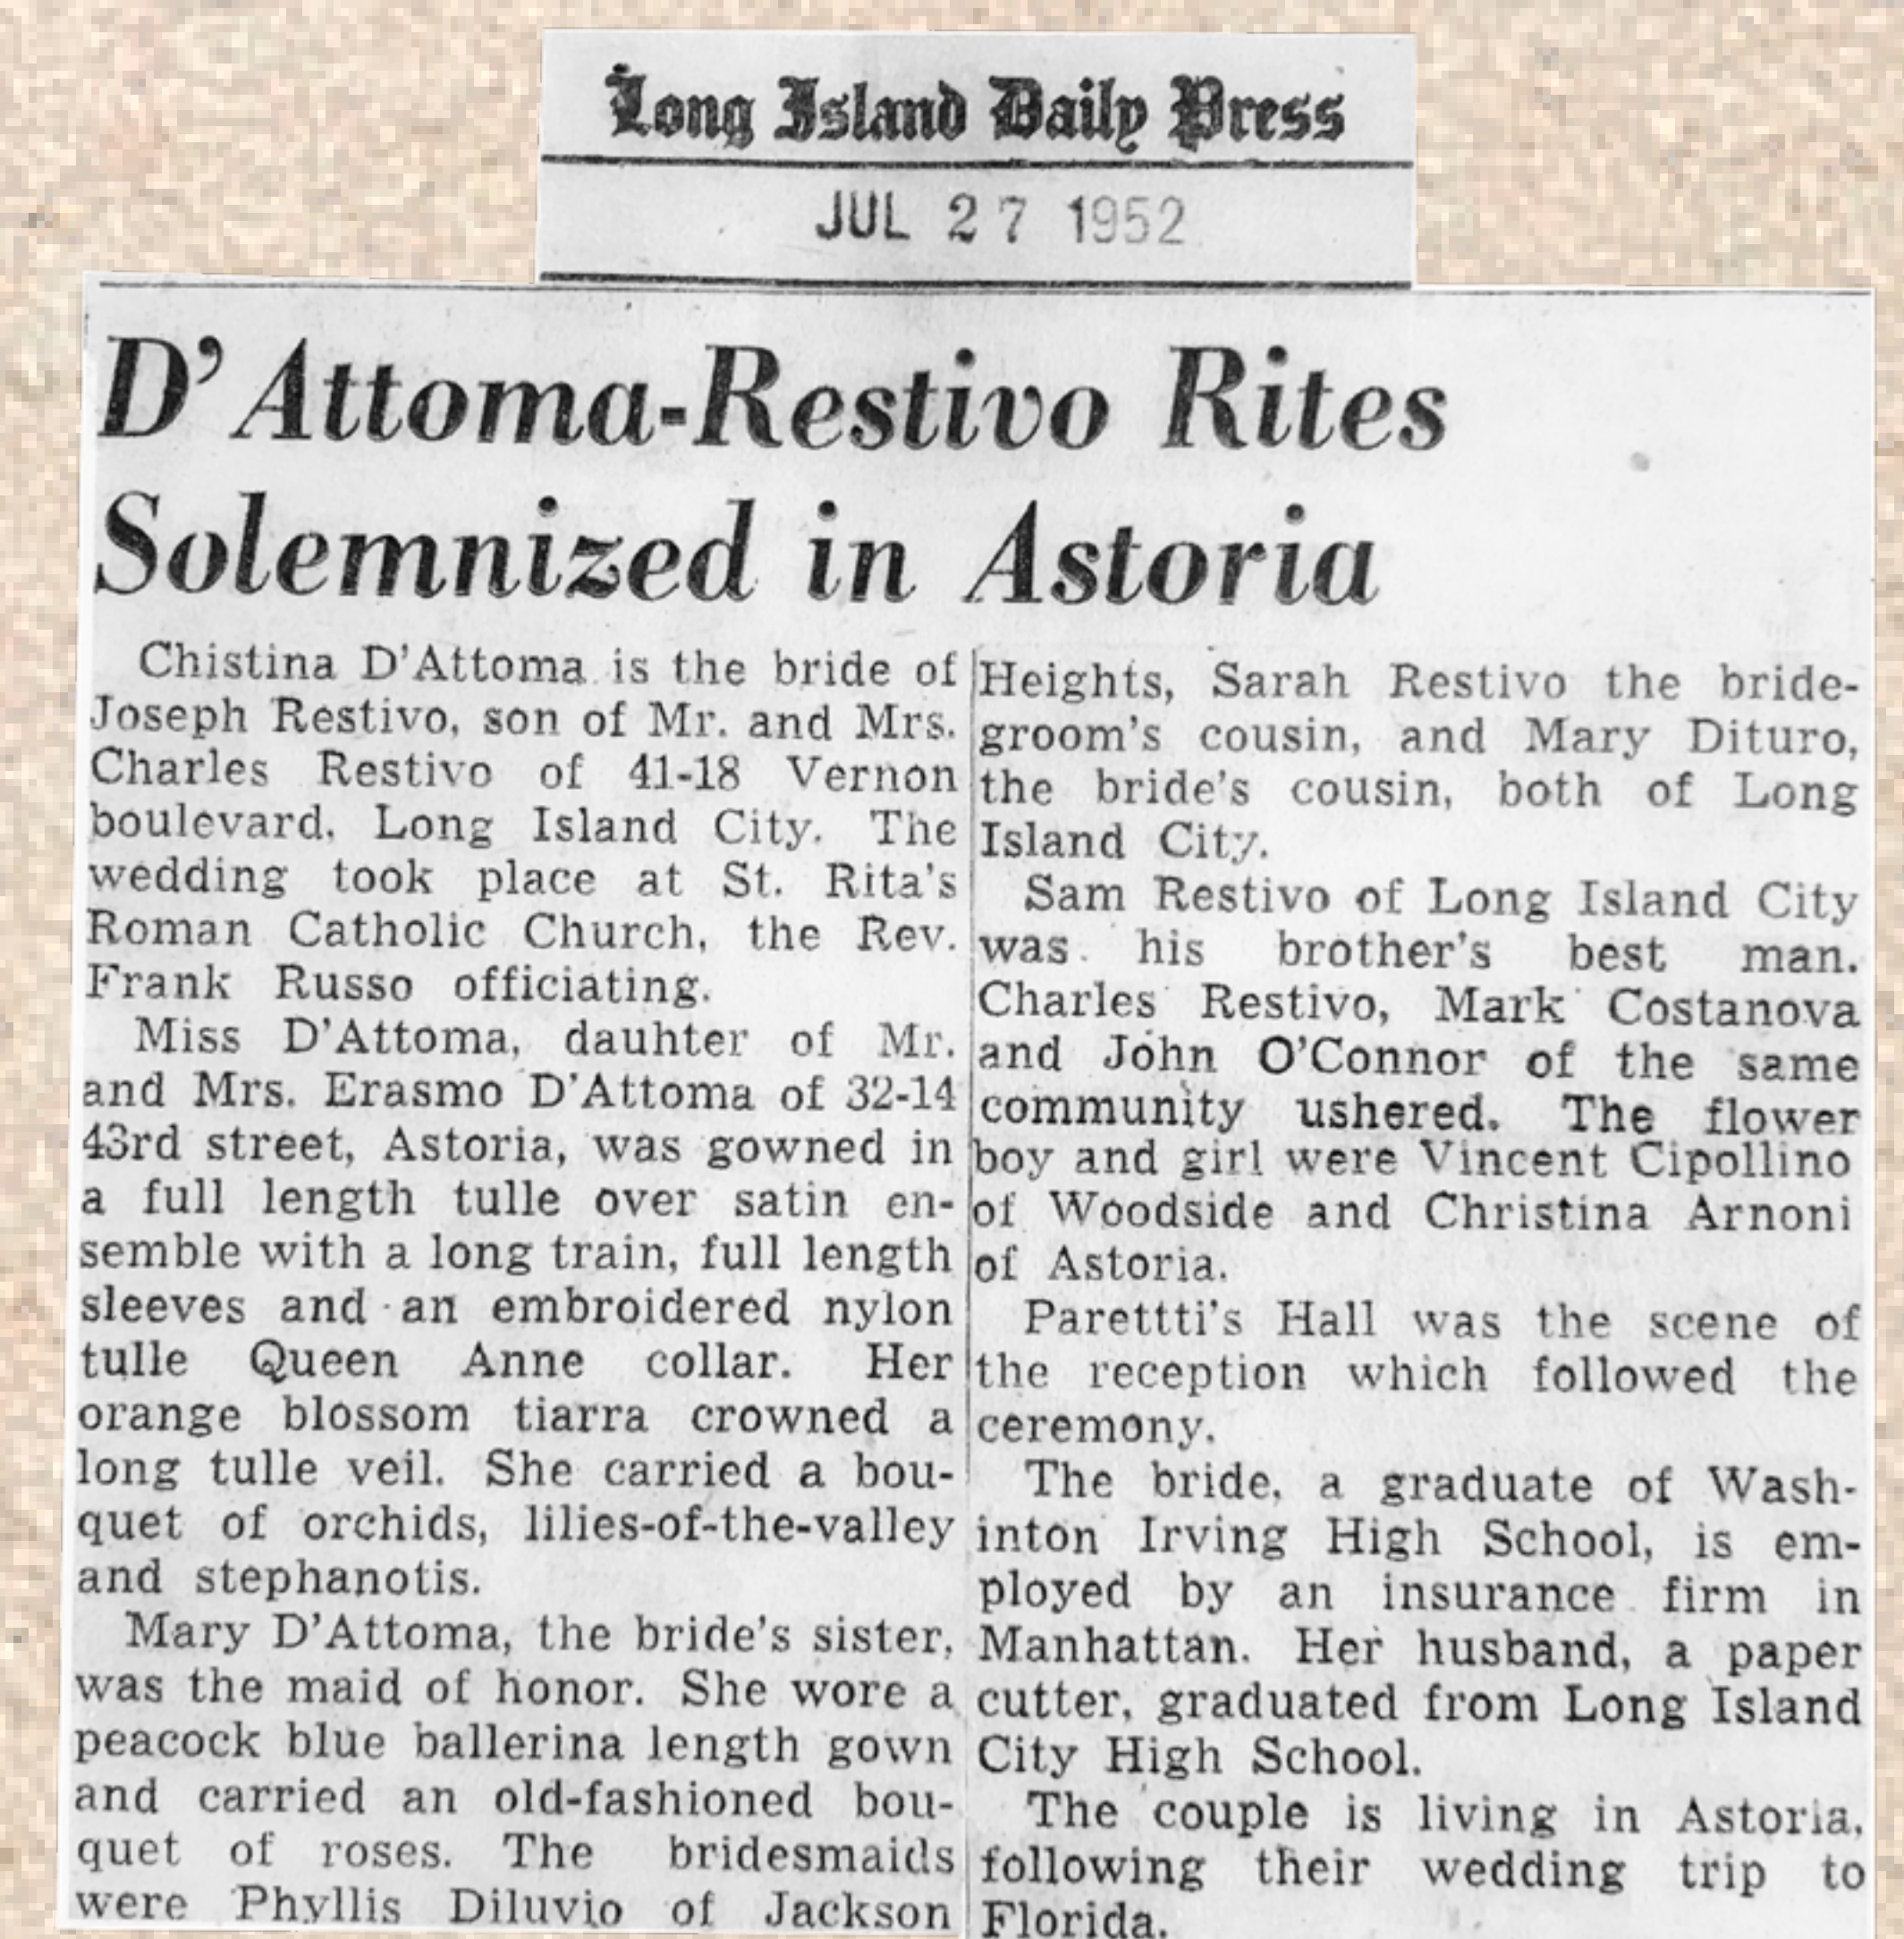 Long Island Daily Press
JUL 27 1952
D'Attoma-Restivo Rites
Solemnized in Astoria
Chistina D'Attoma is the bride of
Joseph Restivo, son of Mr. and Mrs.
Charles Restivo of 41-18 Vernon
boulevard, Long Island City. The
wedding took place at St. Rita's
Roman Catholic Church, the Rev.
Frank Russo officiating.
Miss D'Attoma, dauhter of Mr.
and Mrs. Erasmo D'Attoma of 32-14
43rd street, Astoria, was gowned in
a full length tulle over satin en-
semble with a long train, full length
sleeves and an embroidered nylon
tulle Queen Anne collar. Her
orange blossom tiarra crowned a
long tulle veil. She carried a bou-
quet of orchids, lilies-of-the-valley
and stephanotis.
Mary D'Attoma, the bride's sister,
was the maid of honor. She wore a
peacock blue ballerina length gown
and carried an old-fashioned bou-
quet of roses. The bridesmaids
were Phyllis Diluvio of Jackson
Heights, Sarah Restivo the bride-
groom's cousin, and Mary Dituro,
the bride's cousin, both of Long
Island City.
Sam Restivo of Long Island City
was his brother's best man.
Charles Restivo, Mark Costanova
and John O'Connor of the same
community ushered. The flower
boy and girl were Vincent Cipollino
of Woodside and Christina Arnoni
of Astoria.
Parettti's Hall was the scene of
the reception which followed the
ceremony.
The bride, a graduate of Wash-
inton Irving High School, is em-
ployed by an insurance firm in
Manhattan. Her husband, a paper
cutter, graduated from Long Island
City High School.
The couple is living in Astoria,
following their wedding trip to
Florida.